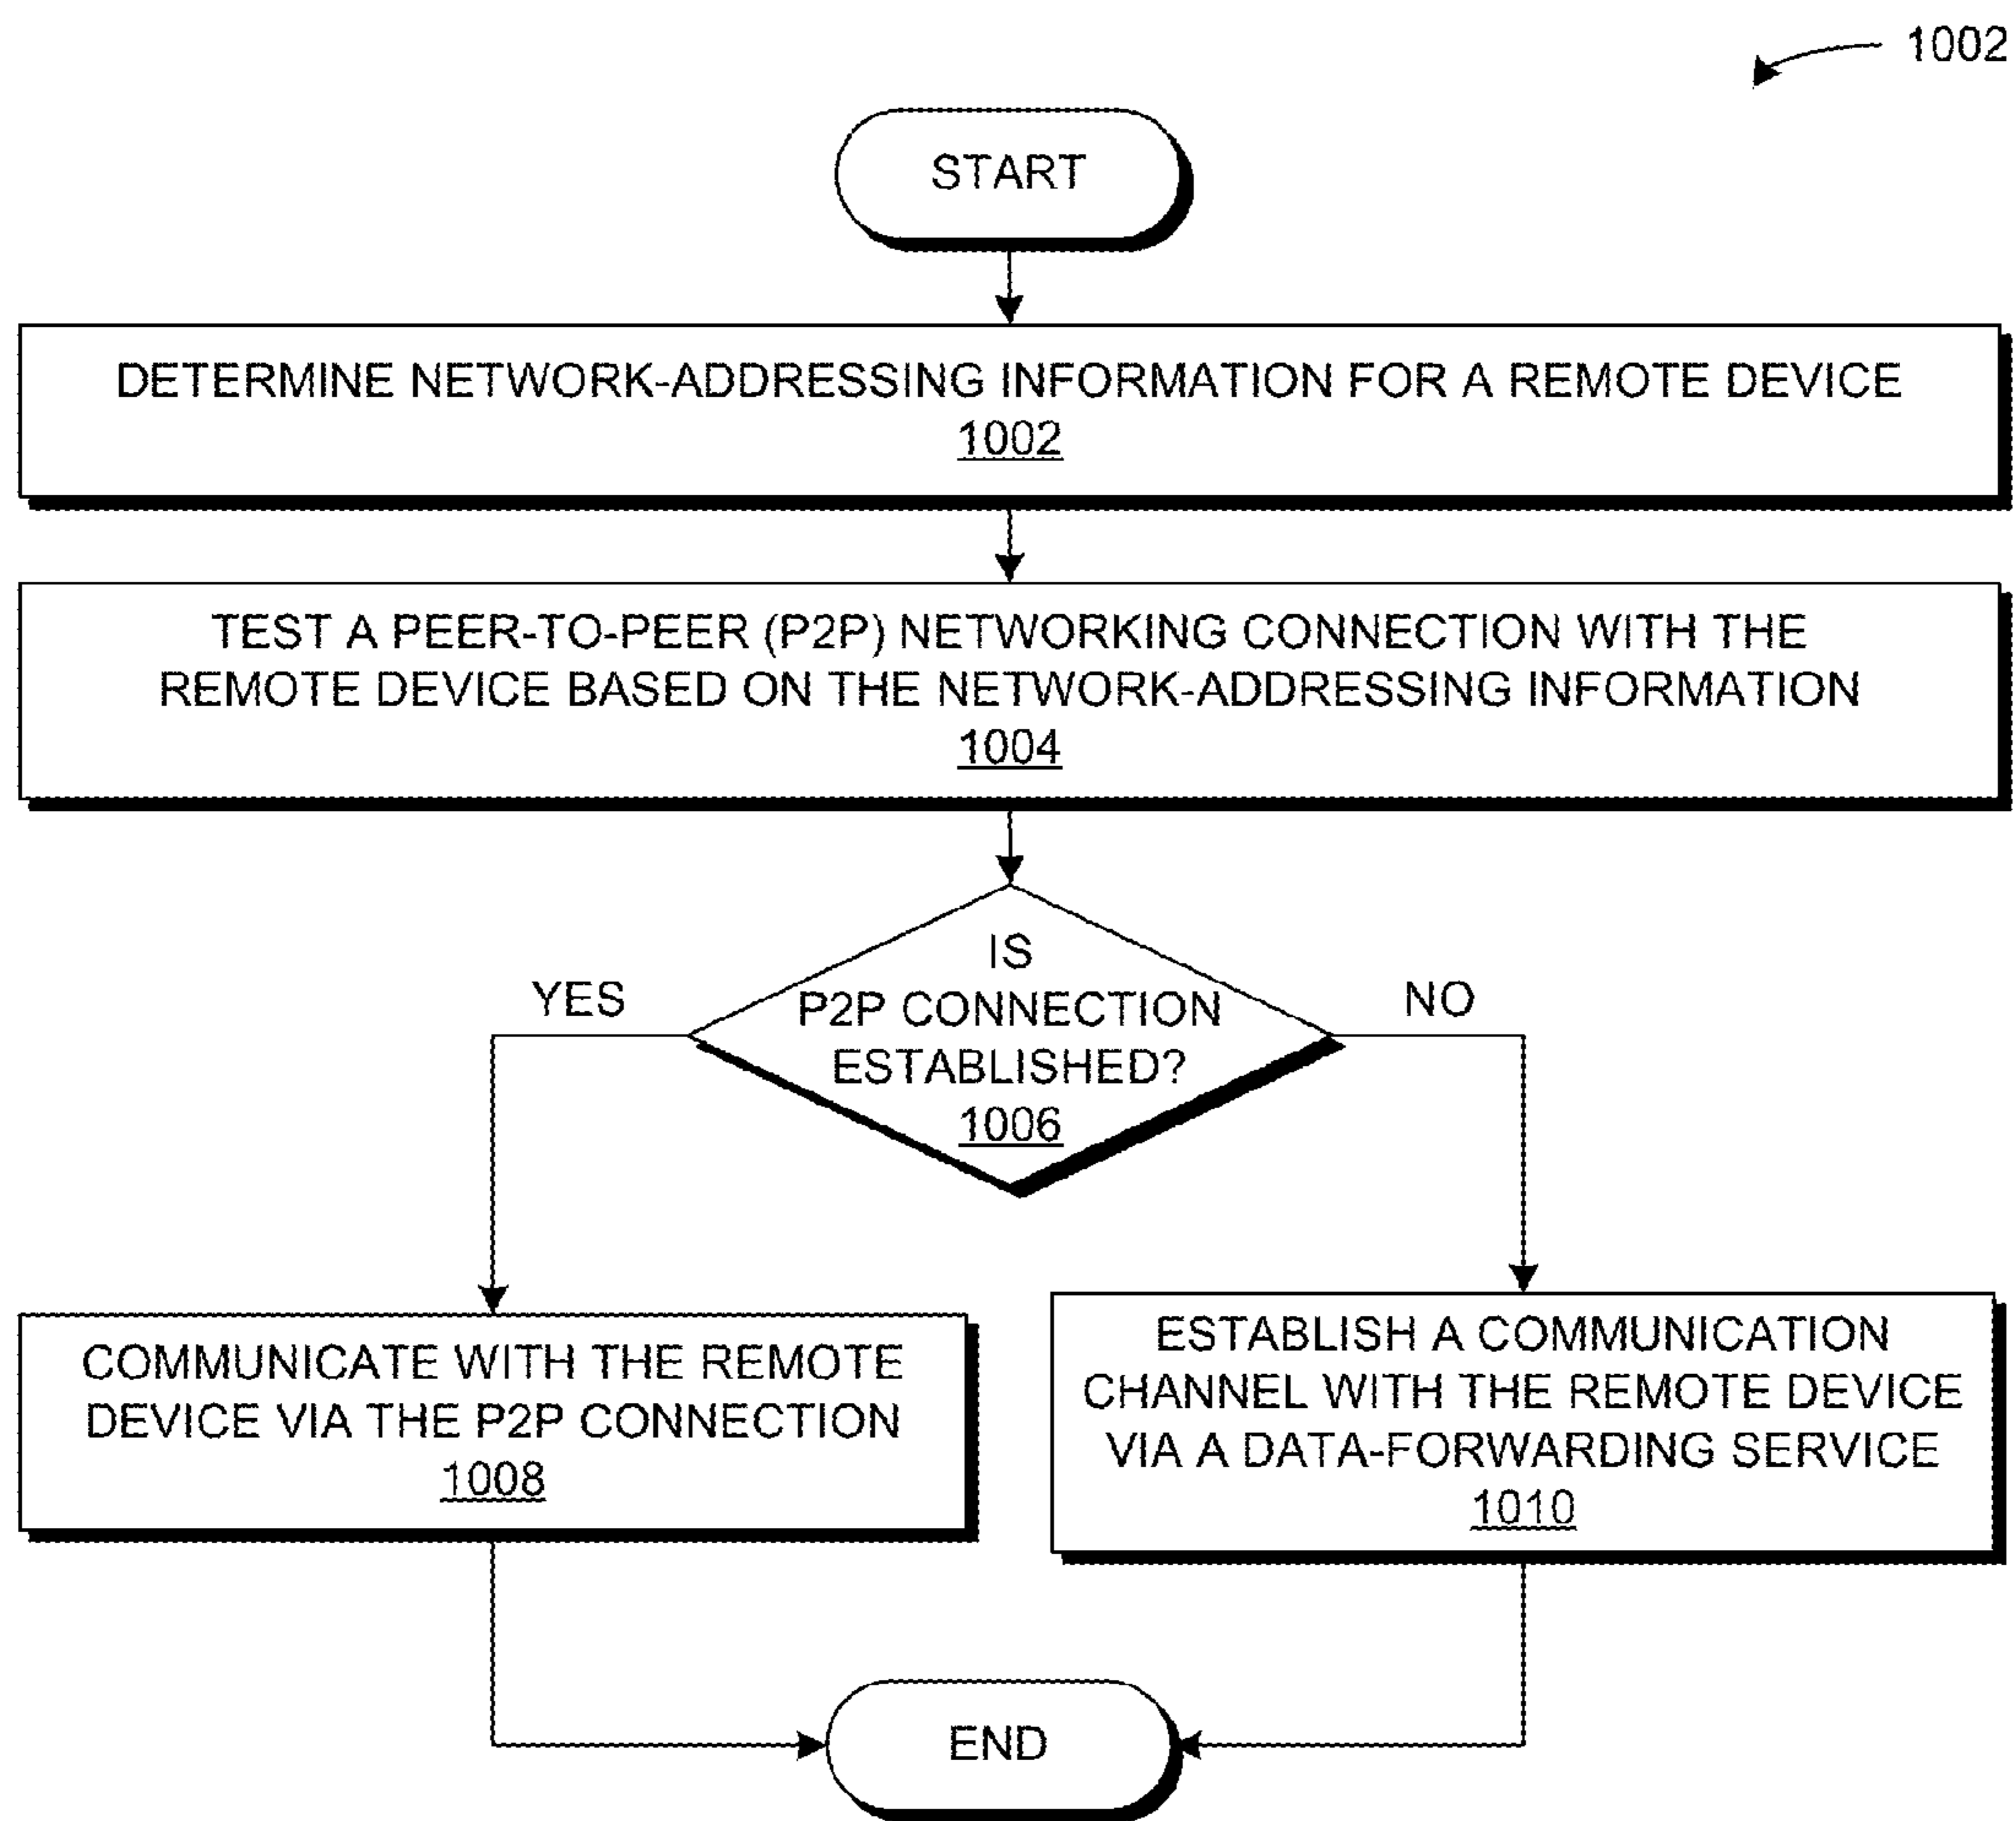 1002
START
DETERMINE NETWORK-ADDRESSING INFORMATION FOR A REMOTE DEVICE
1002
TEST A PEER-TO-PEER (P2P) NETWORKING CONNECTION WITH THE
REMOTE DEVICE BASED ON THE NETWORK-ADDRESSING INFORMATION
1004
IS
P2P CONNECTION
ESTABLISHED?
1006
YES
NO
COMMUNICATE WITH THE REMOTE
DEVICE VIA THE P2P CONNECTION
1008
ESTABLISH A COMMUNICATION
CHANNEL WITH THE REMOTE DEVICE
VIA A DATA-FORWARDING SERVICE
1010
END